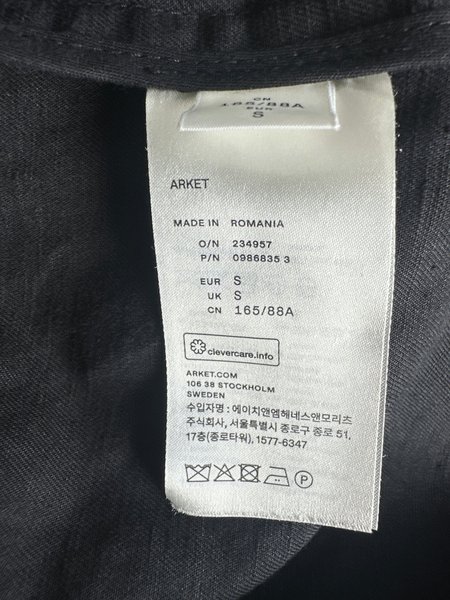 CN
165/88A
EUR
S
ARKET
MADE IN ROMANIA
O/N 234957
P/N 0986835 3
EUR S
UK S
CN 165/88A
clevercare.info
ARKET.COM
106 38 STOCKHOLM
SWEDEN
수입자명 : 에이치앤엠헤네스앤모리츠
주식회사, 서울특별시 종로구 종로 51,
17층(종로타워), 1577-6347
P